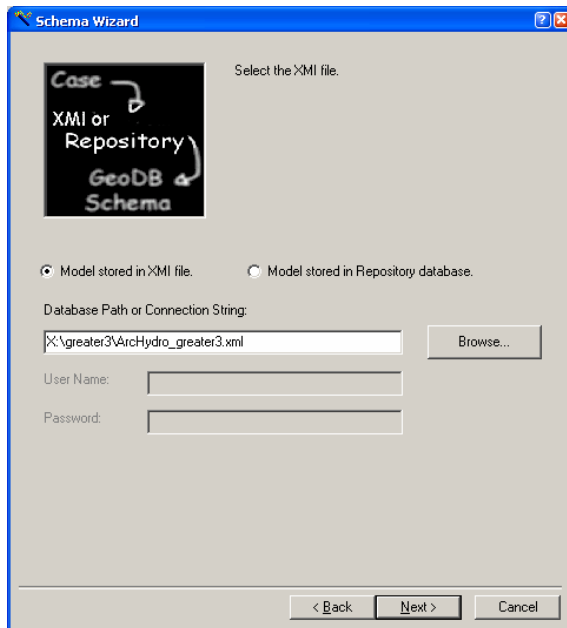 Schema Wizard
Select the XMI file.
Case
XMI or
Repository
GeoDB
Schema
Model stored in XMI file.
Model stored in Repository database.
Database Path or Connection String:
X:\greater3\ArcHydro_greater3.xml
Browse...
User Name:
Password:
< Back
Next >
Cancel